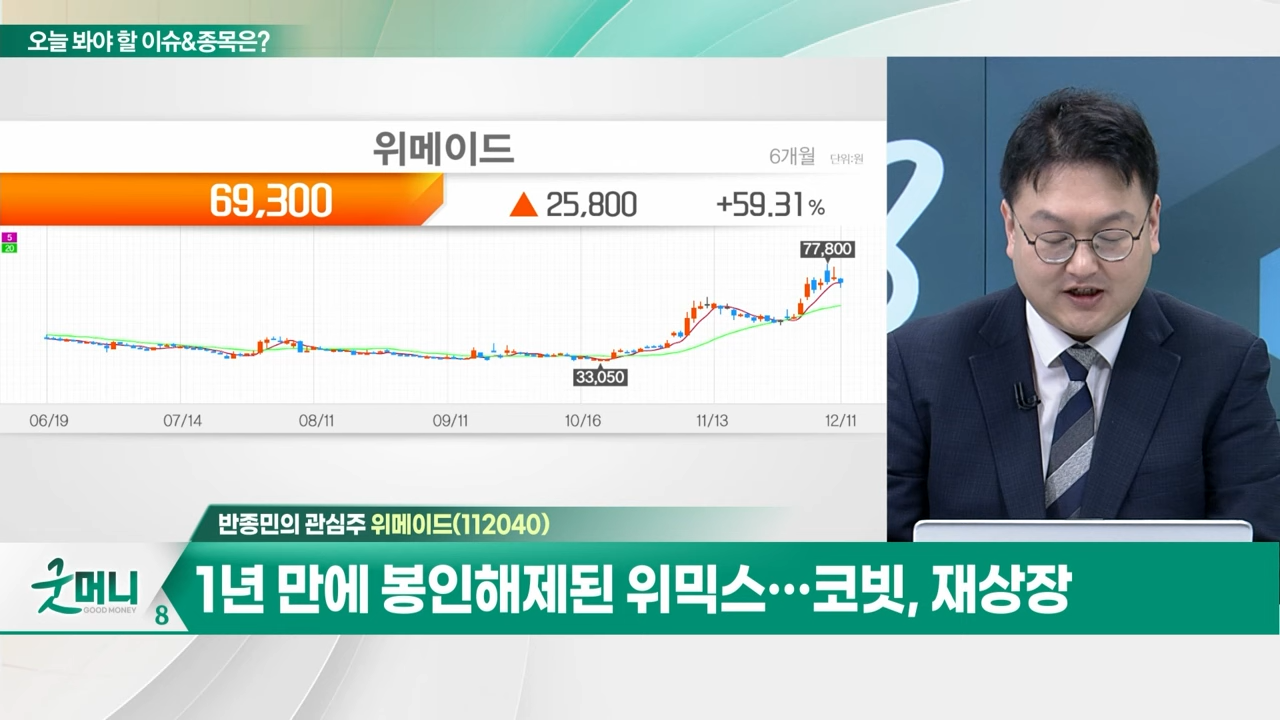 오늘 봐야 할 이슈&종목은?
위메이드
6개월 단위:원
69,300 ▲ 25,800 +59.31%
5
20
77,800
33,050
06/19 07/14 08/11 09/11 10/16 11/13 12/11
반종민의 관심주 위메이드(112040)
굿머니
GOOD MONEY
8
1년 만에 봉인해제된 위믹스…코빗, 재상장